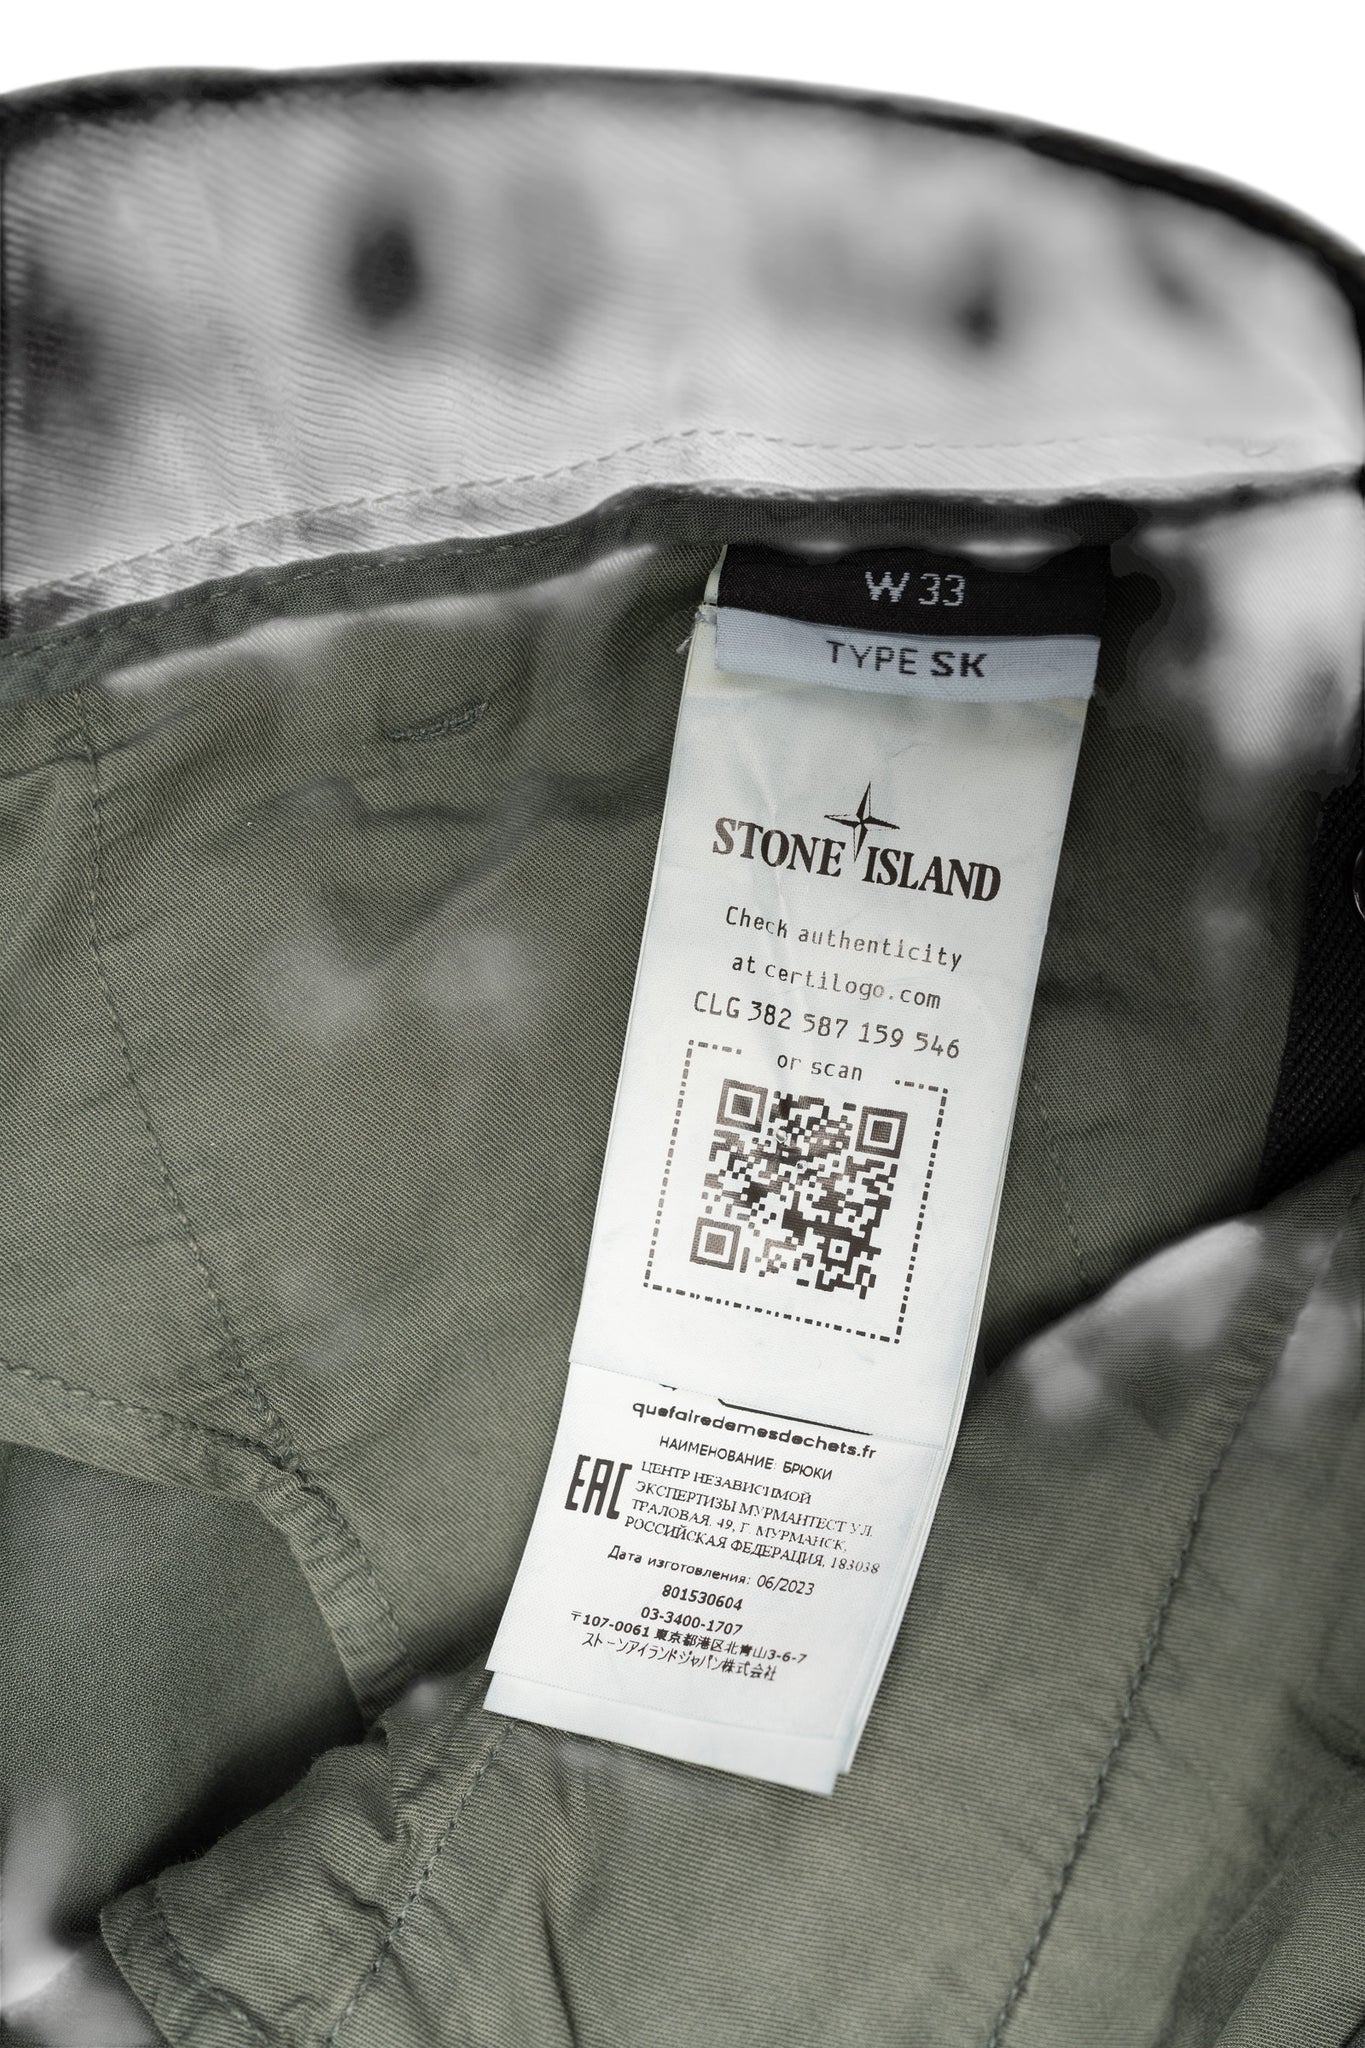 W 33
TYPE SK
STONE ISLAND
Check authenticity
at certilogo.com
CLG 382 587 159 546
or scan
quefairedemesdechets.fr
НАИМЕНОВАНИЕ: БРЮКИ
EAC
ЦЕНТР НЕЗАВИСИМОЙ
ЭКСПЕРТИЗЫ МУРМАНТЕСТ УЛ.
ТРАЛОВАЯ, 49, Г. МУРМАНСК,
РОССИЙСКАЯ ФЕДЕРАЦИЯ, 183038
Дата изготовления: 06/2023
801530604
03-3400-1707
〒107-0061 東京都港区北青山3-6-7
ストーンアイランドジャパン株式会社